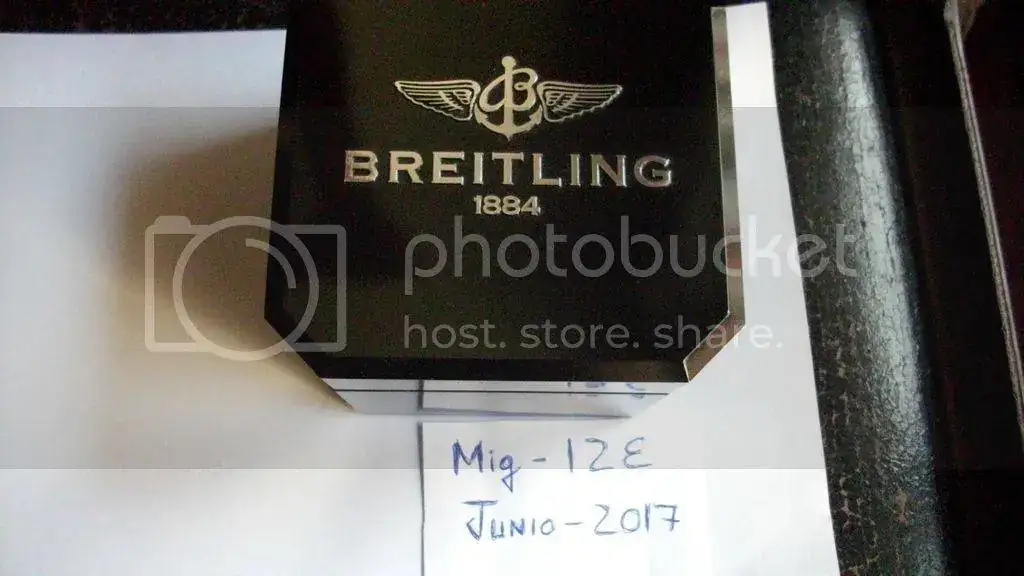 B
BREITLING
1884
photobucket
host. store. share.
Mig - 12E
Junio - 2017